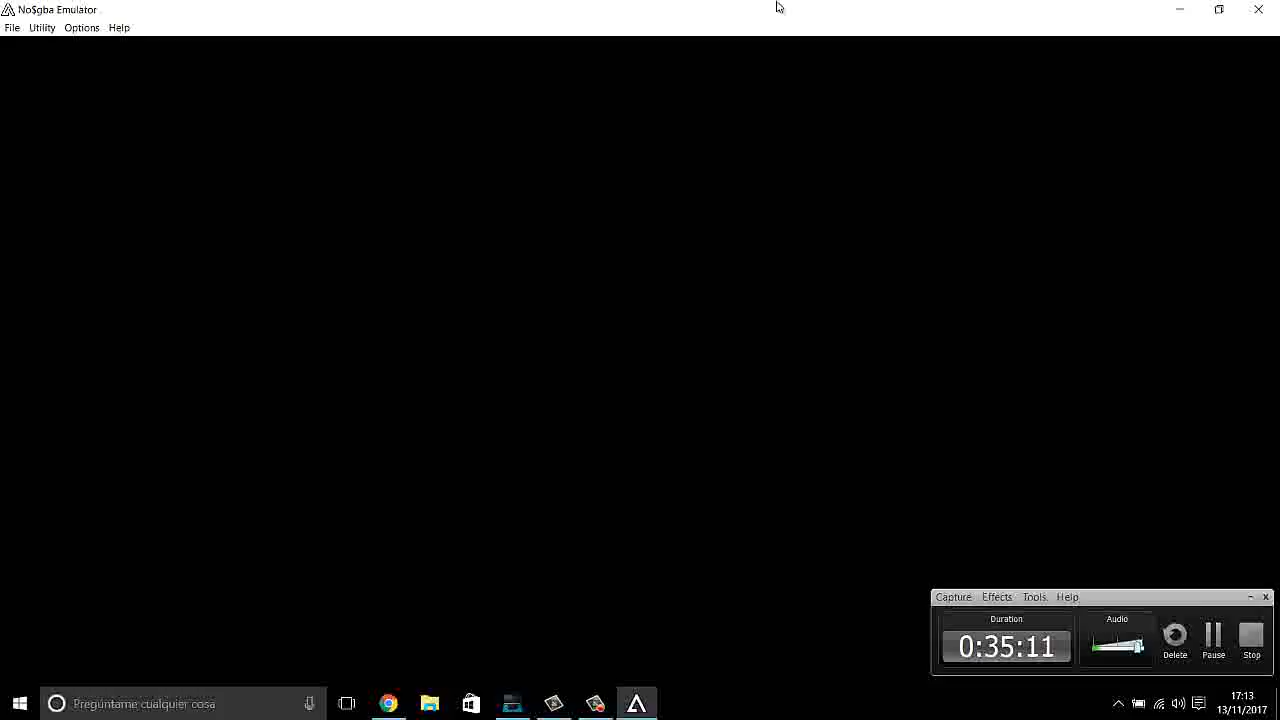 No$gba Emulator
File Utility Options Help
Capture Effects Tools Help
Duration Audio
0:35:11
Delete Pause Stop
Pregúntame cualquier cosa
17:13
13/11/2017